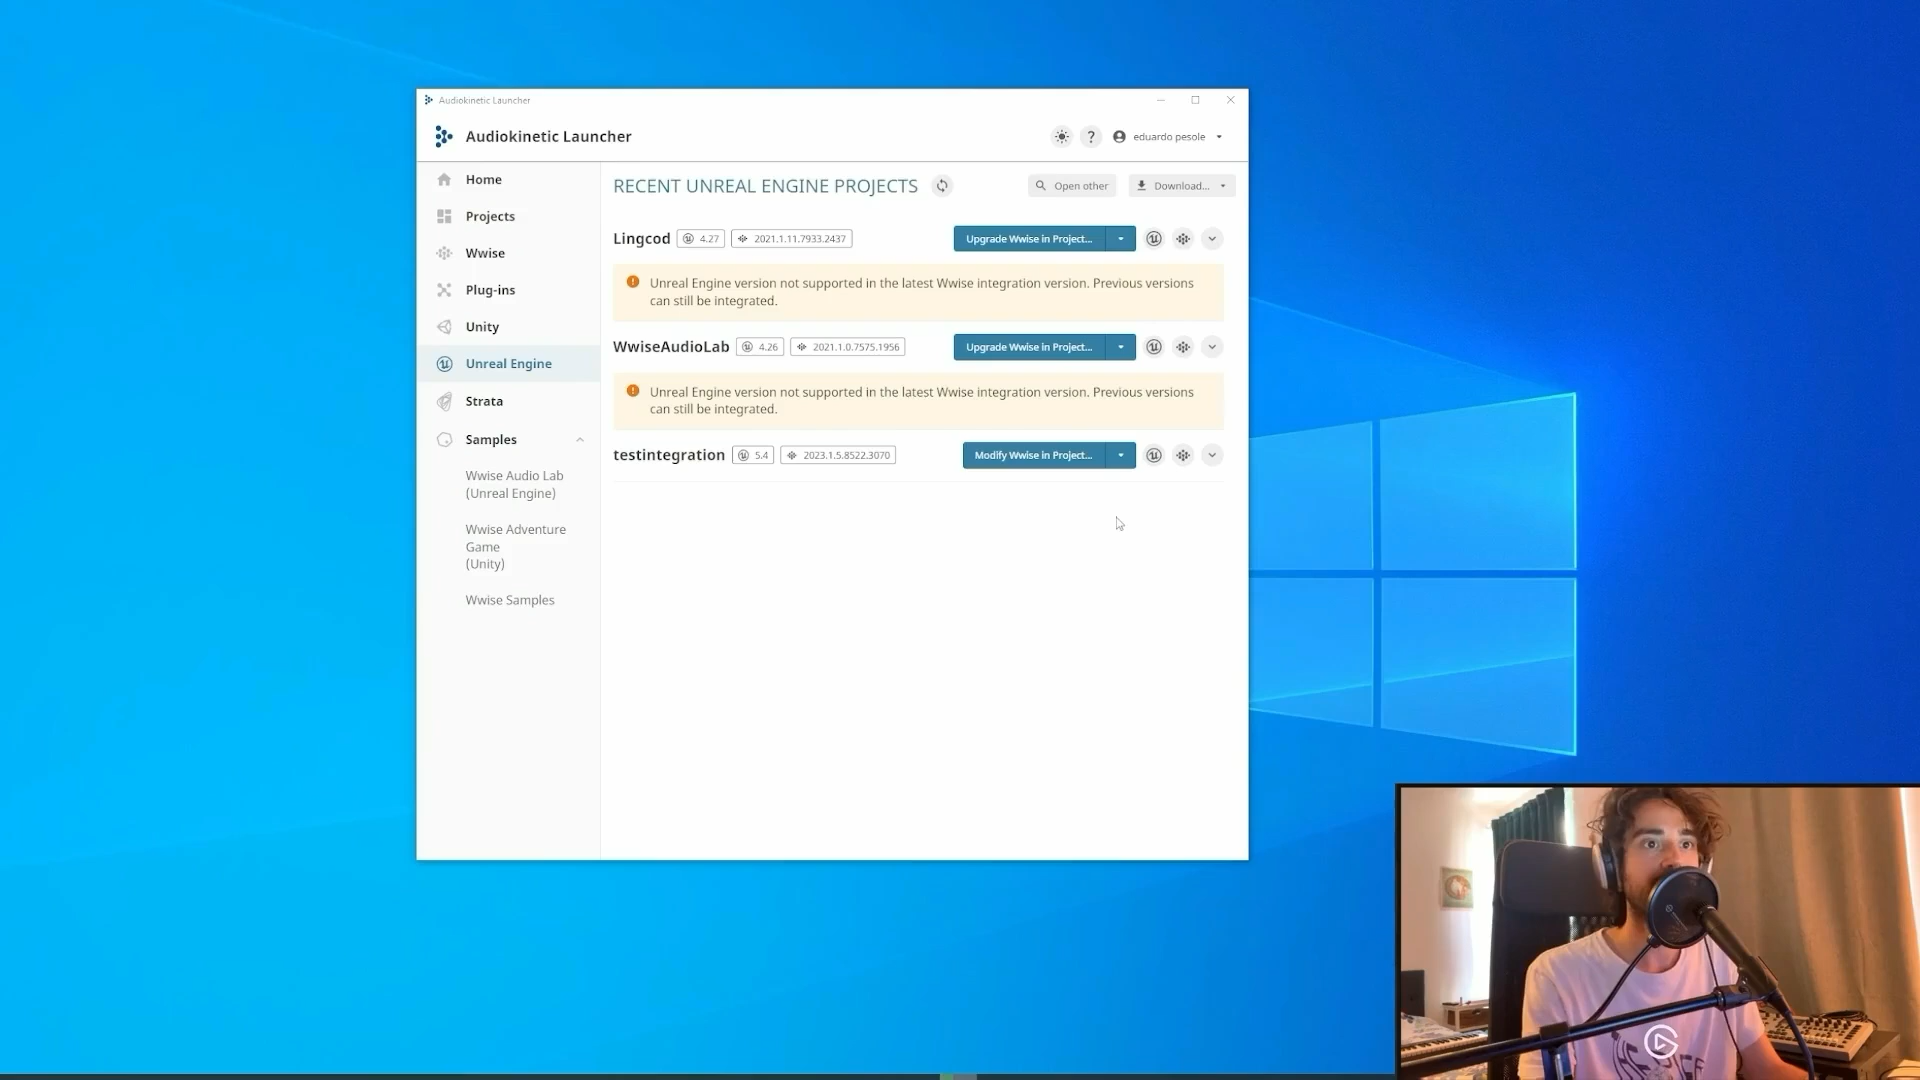 Audiokinetic Launcher
Audiokinetic Launcher
? eduardo pesole
Home
Projects
Wwise
Plug-ins
Unity
Unreal Engine
Strata
Samples
Wwise Audio Lab
(Unreal Engine)
Wwise Adventure
Game
(Unity)
Wwise Samples
RECENT UNREAL ENGINE PROJECTS
Open other
Download...
Lingcod 4.27 2021.1.11.7933.2437 Upgrade Wwise in Project...
Unreal Engine version not supported in the latest Wwise integration version. Previous versions
can still be integrated.
WwiseAudioLab 4.26 2021.1.0.7575.1956 Upgrade Wwise in Project...
Unreal Engine version not supported in the latest Wwise integration version. Previous versions
can still be integrated.
testintegration 5.4 2023.1.5.8522.3070 Modify Wwise in Project...